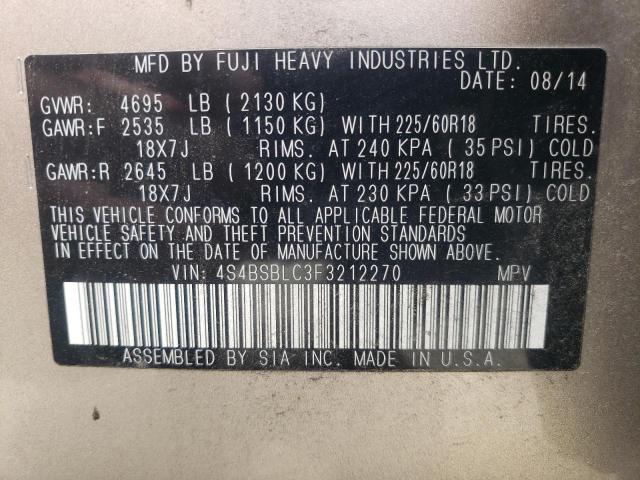 MFD BY FUJI HEAVY INDUSTRIES LTD.
DATE: 08/14
GVWR: 4695 LB ( 2130 KG)
GAWR:F 2535 LB ( 1150 KG) WITH 225/60R18 TIRES.
18X7J RIMS. AT 240 KPA ( 35 PSI) COLD
GAWR:R 2645 LB ( 1200 KG) WITH 225/60R18 TIRES.
18X7J RIMS. AT 230 KPA ( 33 PSI) COLD
THIS VEHICLE CONFORMS TO ALL APPLICABLE FEDERAL MOTOR
VEHICLE SAFETY AND THEFT PREVENTION STANDARDS
IN EFFECT ON THE DATE OF MANUFACTURE SHOWN ABOVE.
VIN: 4S4BSBLC3F3212270 MPV
ASSEMBLED BY SIA INC. MADE IN U.S.A.